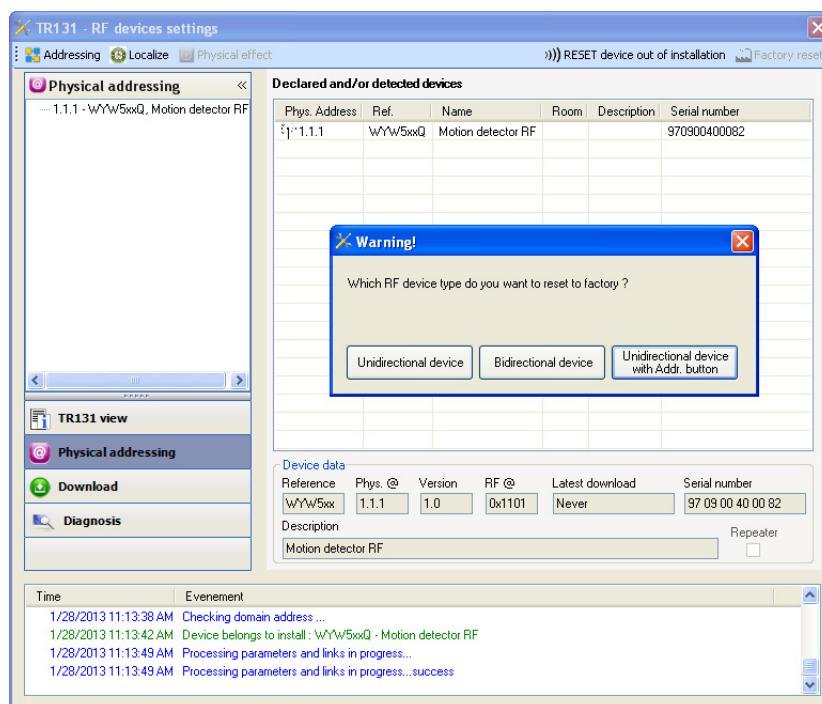 TR131 - RF devices settings
Addressing Localize Physical effect )))) RESET device out of installation Factory reset
Physical addressing «
1.1.1 - WYW5xxQ, Motion detector RF
Declared and/or detected devices
Phys. Address Ref. Name Room Description Serial number
1.1.1 WYW5xxQ Motion detector RF 970900400082
Warning!
Which RF device type do you want to reset to factory ?
Unidirectional device
Bidirectional device
Unidirectional device
with Addr. button
TR131 view
Physical addressing
Download
Diagnosis
Device data
Reference Phys. @ Version RF @ Latest download Serial number
WYW5xx 1.1.1 1.0 0x1101 Never 97 09 00 40 00 82
Description
Repeater
Motion detector RF
Time Evenement
1/28/2013 11:13:38 AM Checking domain address ...
1/28/2013 11:13:42 AM Device belongs to install : WYW5xxQ - Motion detector RF
1/28/2013 11:13:49 AM Processing parameters and links in progress...
1/28/2013 11:13:49 AM Processing parameters and links in progress...success